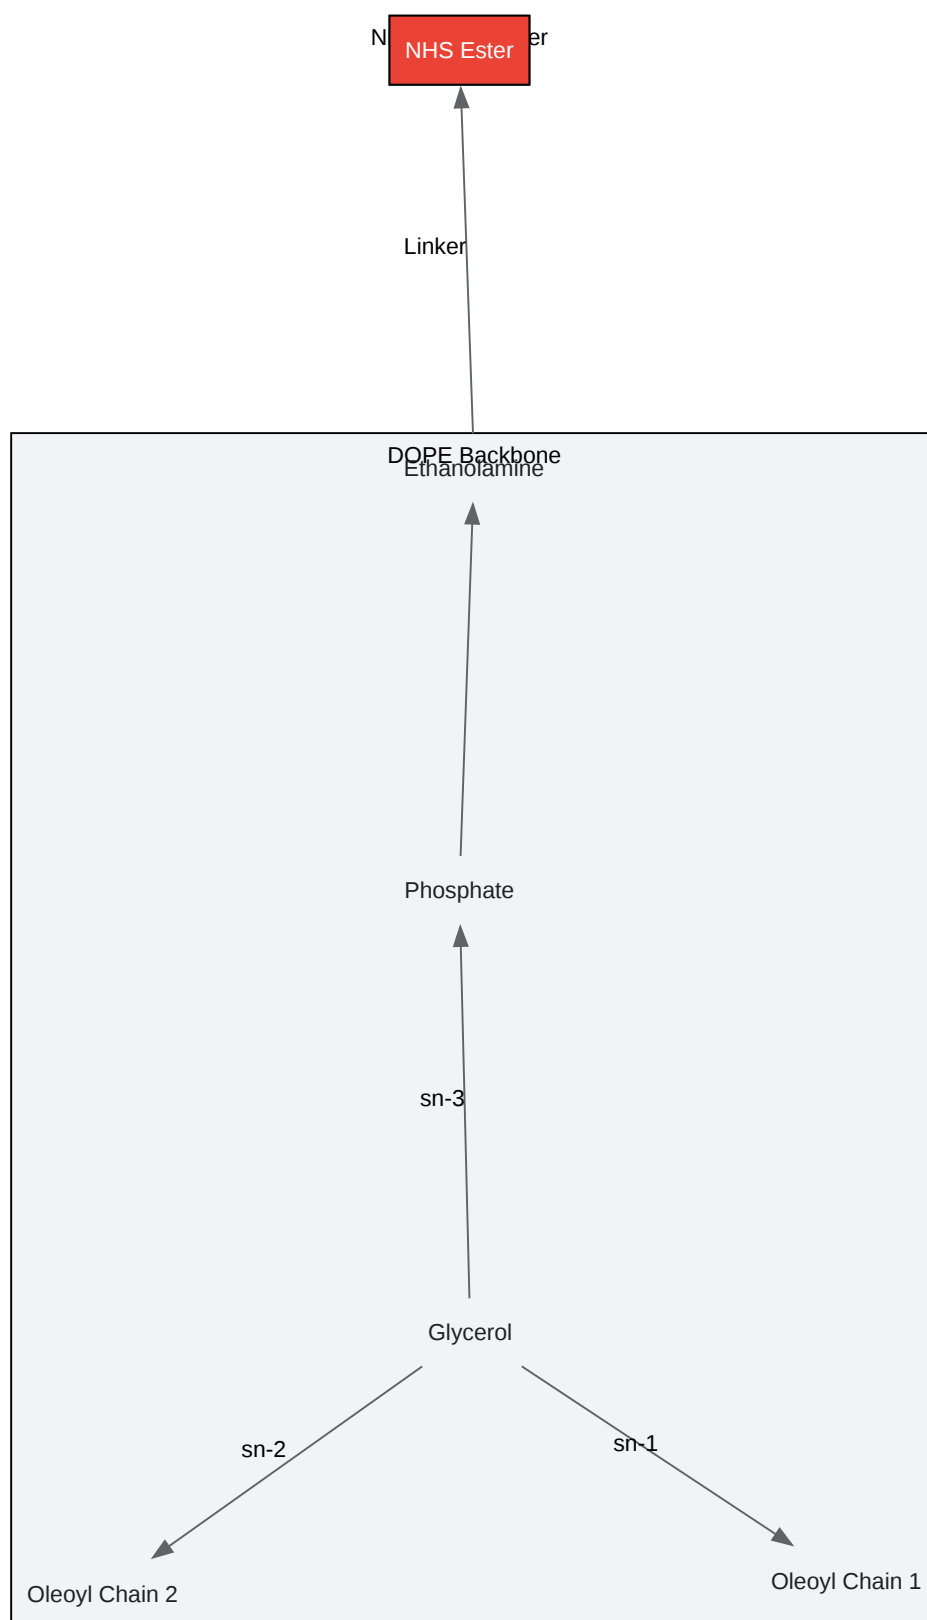 NHS Ester
Linker
DOPE Backbone
Ethanolamine
Phosphate
sn-3
Glycerol
sn-2
sn-1
Oleoyl Chain 2
Oleoyl Chain 1